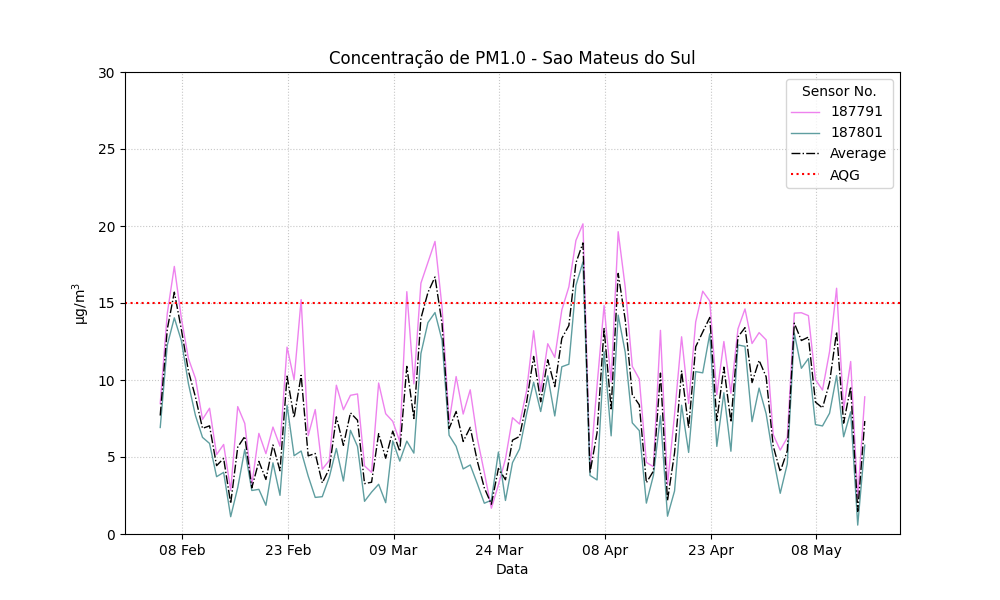 Concentração de PM1.0 - Sao Mateus do Sul
30
25
20
15
10
5
0
µg/m³
Sensor No.
187791
187801
Average
AQG
08 Feb 23 Feb 09 Mar 24 Mar 08 Apr 23 Apr 08 May
Data